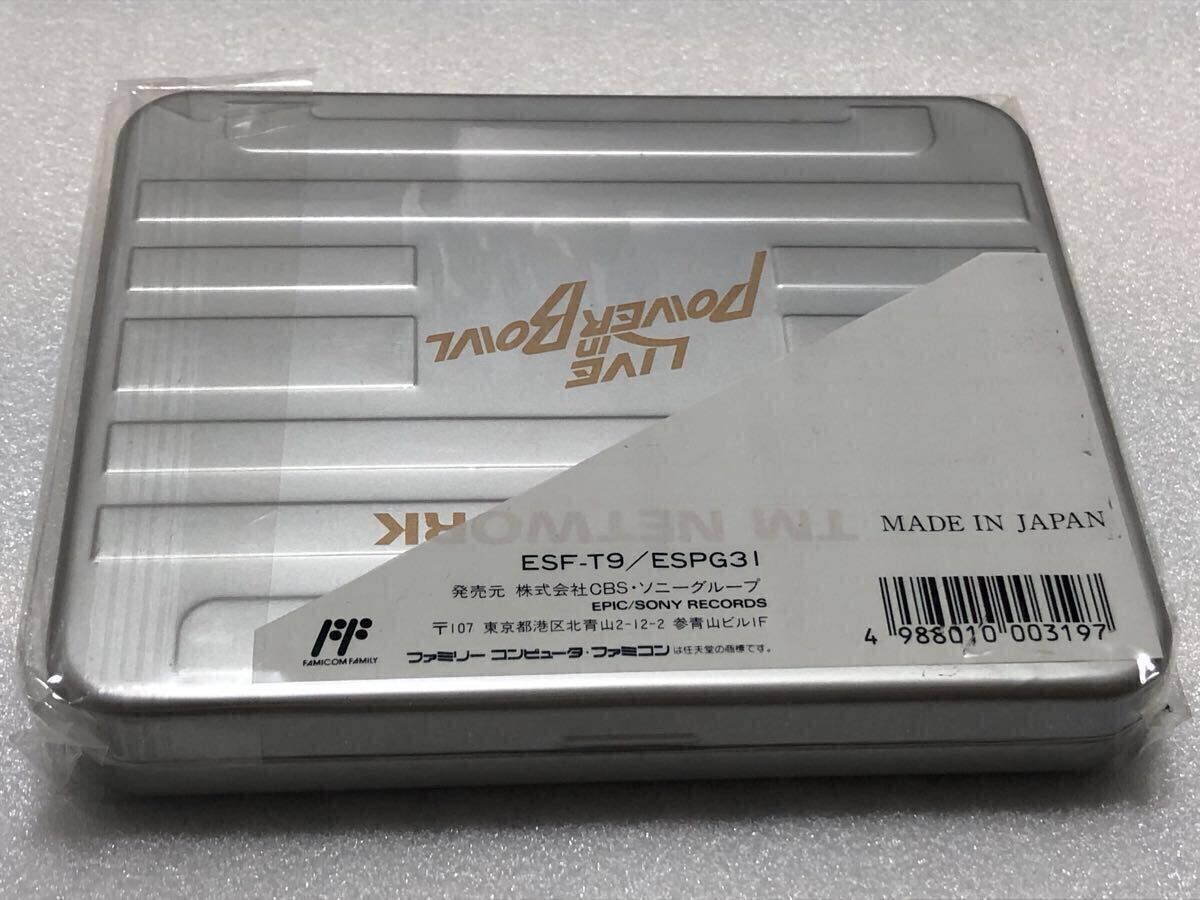 LIVE
IN
POWER BOWL
TM NETWORK
MADE IN JAPAN
ESF-T9/ESPG31
発売元 株式会社CBS・ソニーグループ
EPIC/SONY RECORDS
〒107 東京都港区北青山2-12-2 参青山ビル1F
FAMICOM FAMILY
ファミリー コンピュータ・ファミコンは任天堂の商標です。
4 988010 003197